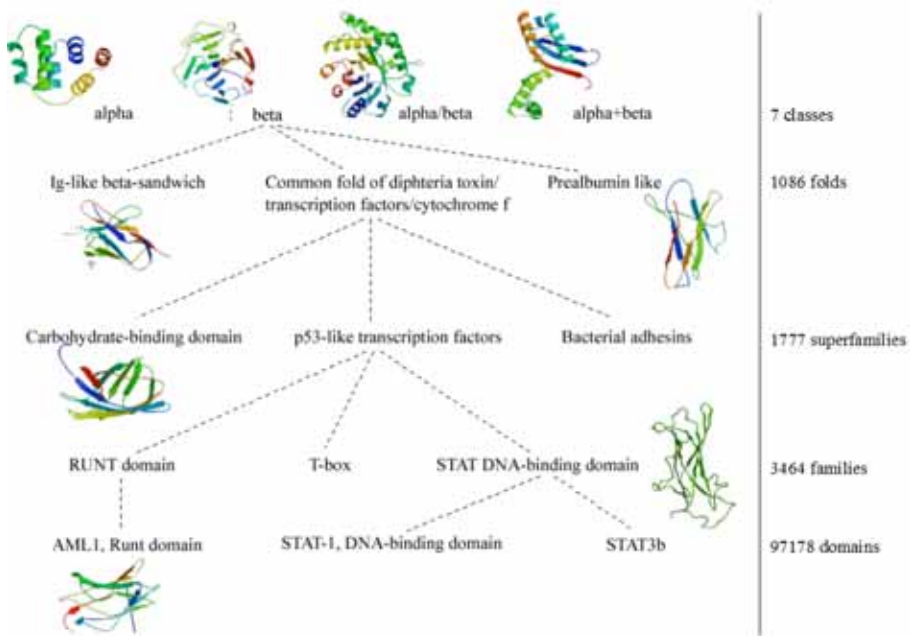 alpha
beta
alpha/beta
alpha+beta
7 classes
Ig-like beta-sandwich
Common fold of diphteria toxin/
transcription factors/cytochrome f
Prealbumin like
1086 folds
Carbohydrate-binding domain
p53-like transcription factors
Bacterial adhesins
1777 superfamilies
RUNT domain
T-box
STAT DNA-binding domain
3464 families
AML1, Runt domain
STAT-1, DNA-binding domain
STAT3b
97178 domains